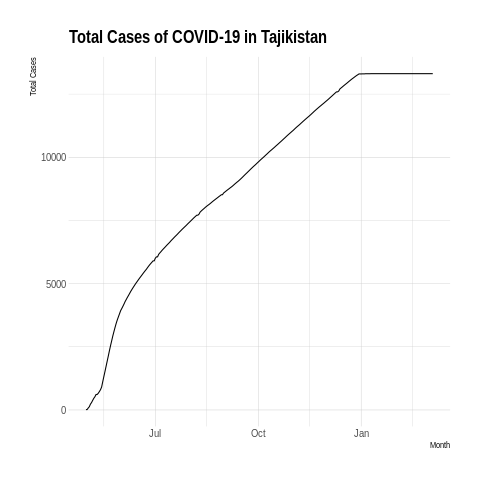 Total Cases of COVID-19 in Tajikistan
Total Cases
10000
5000
0
Jul
Oct
Jan
Month